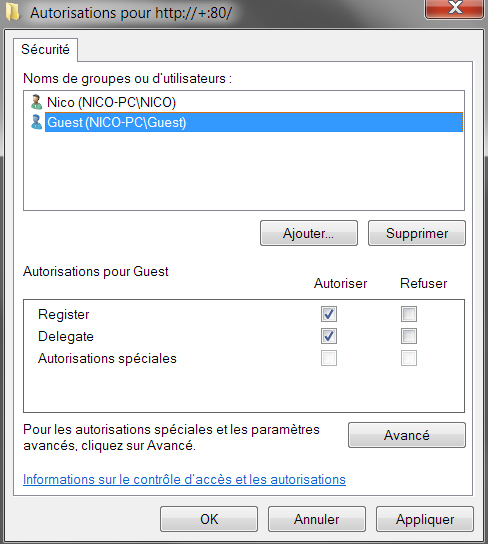 Autorisations pour http://+:80/
Sécurité
Noms de groupes ou d'utilisateurs :
Nico (NICO-PC\NICO)
Guest (NICO-PC\Guest)
Ajouter... Supprimer
Autorisations pour Guest Autoriser Refuser
Register
Delegate
Autorisations spéciales
Pour les autorisations spéciales et les paramètres
avancés, cliquez sur Avancé.
Avancé
Informations sur le contrôle d'accès et les autorisations
OK Annuler Appliquer